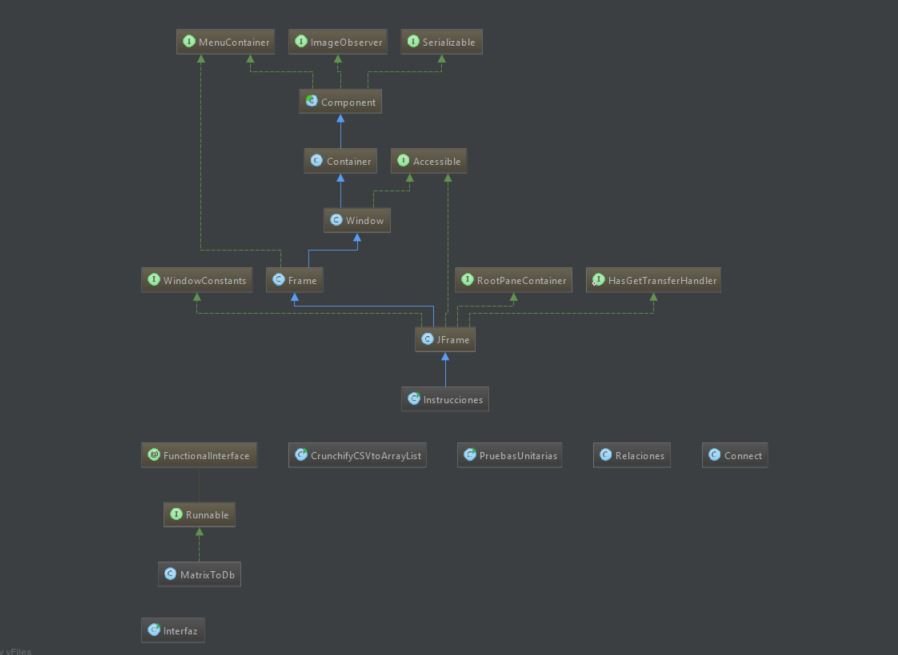 MenuContainer
ImageObserver
Serializable
Component
Container
Accessible
Window
WindowConstants
Frame
RootPaneContainer
HasGetTransferHandler
JFrame
Instrucciones
FunctionalInterface
CrunchifyCSVtoArrayList
PruebasUnitarias
Relaciones
Connect
Runnable
MatrixToDb
Interfaz
y yFiles